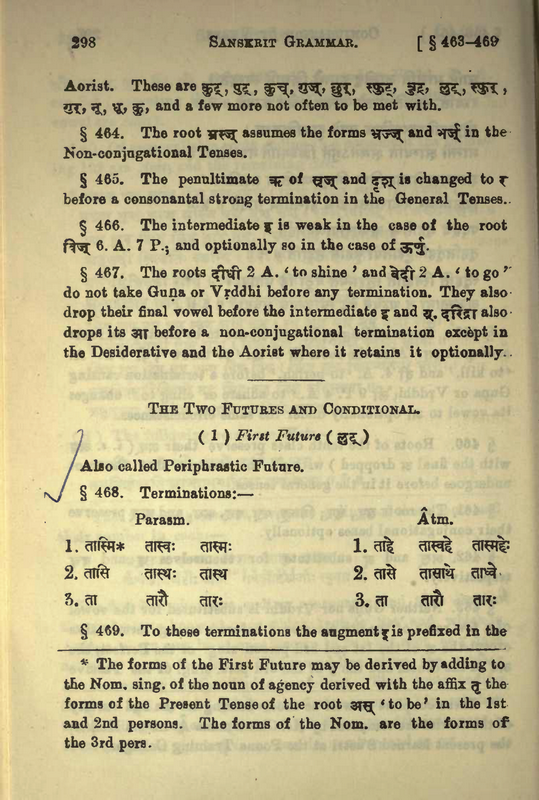 298 SANSKRIT GRAMMAR. [ § 463-469
Aorist. These are कुट्, पुट्, कुच्, गुज्, छुर्, स्फुट्, त्रुट्, लुट्, स्फुर्,
गुर्, नू, धू, कु, and a few more not often to be met with.
§ 464. The root भ्रस्ज् assumes the forms भ्रज्ज् and भर्ज् in the
Non-conjugational Tenses.
§ 465. The penultimate ऋ of सृज् and दृश् is changed to र
before a consonantal strong termination in the General Tenses..
§ 466. The intermediate इ is weak in the case of the root
विज् 6. A. 7 P.; and optionally so in the case of ऊर्णु.
§ 467. The roots दीधी 2 A. ‘ to shine ’ and वेवी 2 A. ‘ to go ’
do not take Guṇa or Vṛddhi before any termination. They also
drop their final vowel before the intermediate इ and य्. दरिद्रा also
drops its आ before a non-conjugational termination except in
the Desiderative and the Aorist where it retains it optionally..
THE TWO FUTURES AND CONDITIONAL.
( 1 ) First Future ( लुट् )
Also called Periphrastic Future.
§ 468. Terminations:—
Parasm. Âtm.
1. तास्मि* तास्वः तास्मः 1. ताहे तास्वहे तास्महेः
2. तासि तास्थः तास्थ 2. तासे तासाथे ताध्वे
3. ता तारौ तारः 3. ता तारौ तारः
§ 469. To these terminations the augment इ is prefixed in the
* The forms of the First Future may be derived by adding to
the Nom. sing. of the noun of agency derived with the affix तृ the
forms of the Present Tense of the root अस् ‘ to be ’ in the 1st
and 2nd persons. The forms of the Nom. are the forms of
the 3rd pers.